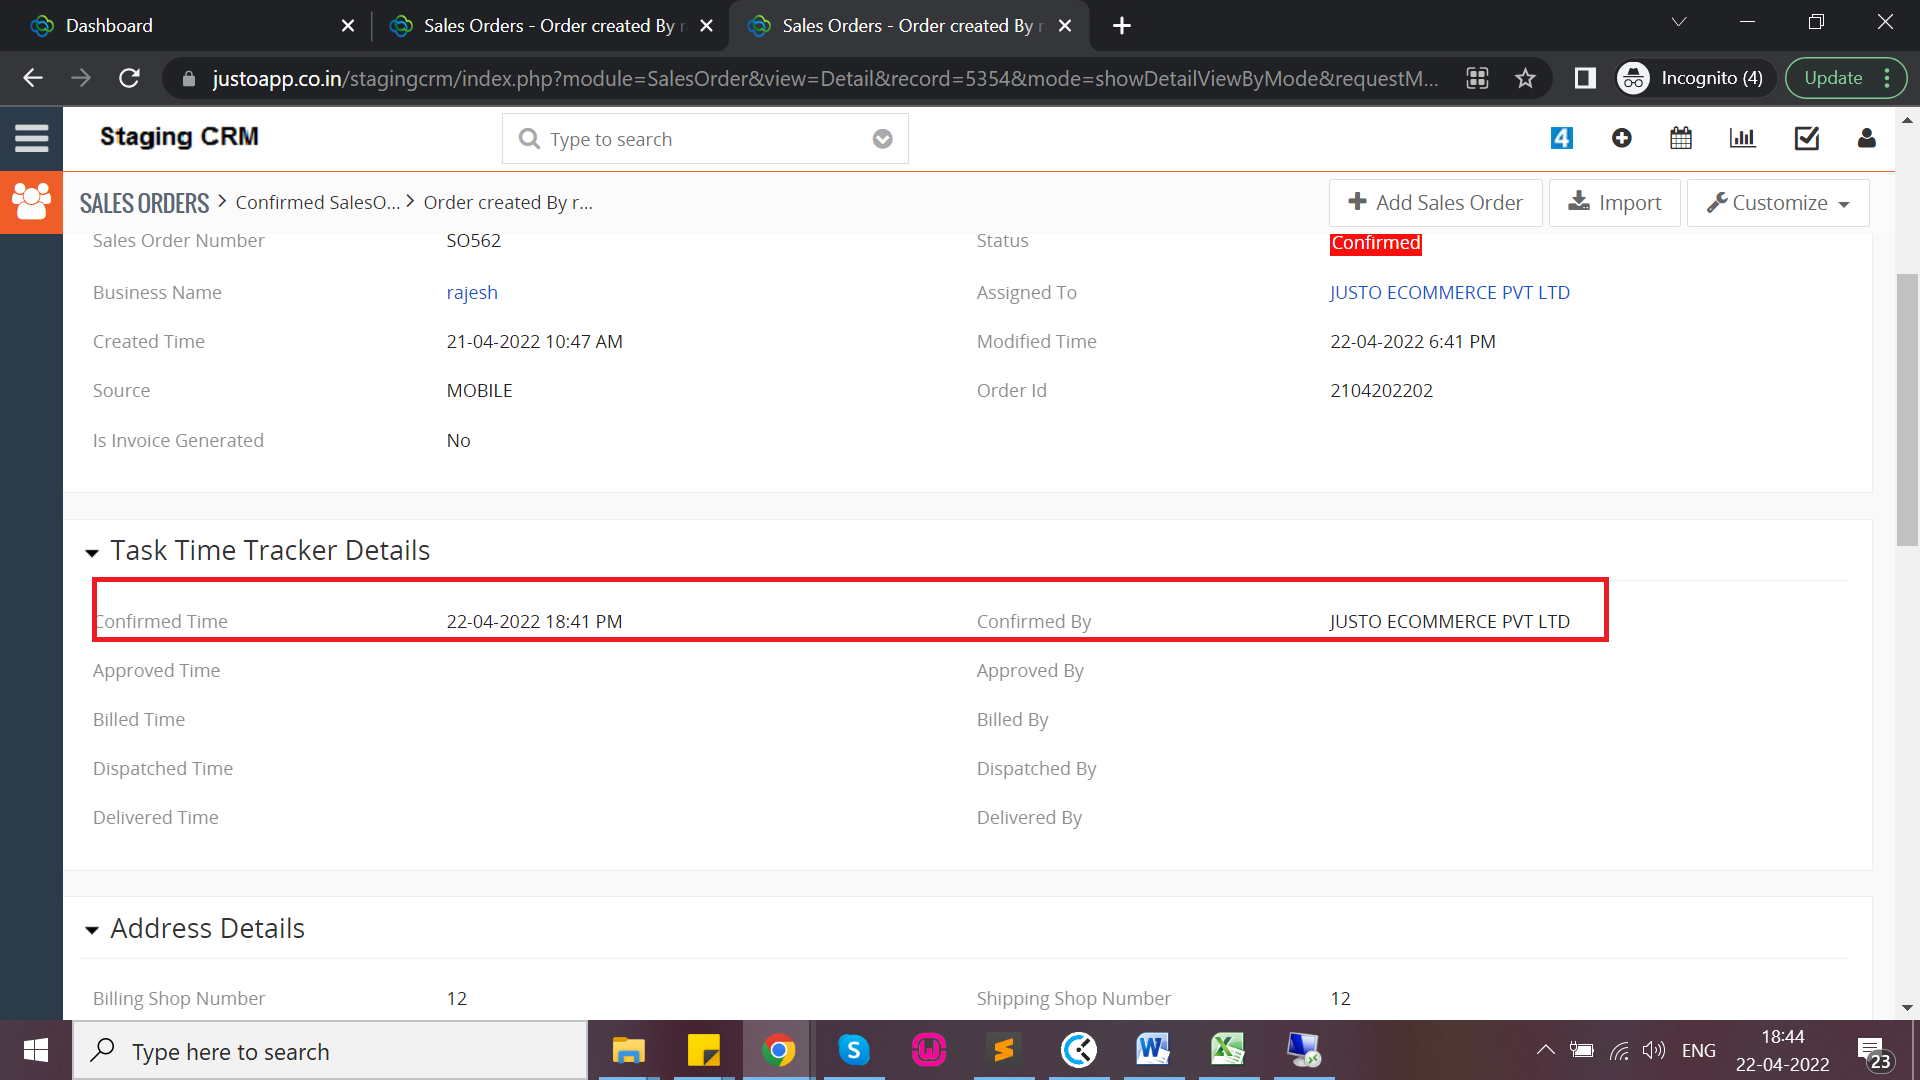 Dashboard
Sales Orders - Order created By r
Sales Orders - Order created By r
justoapp.co.in/stagingcrm/index.php?module=SalesOrder&view=Detail&record=5354&mode=showDetailViewByMode&requestM...
Incognito (4)
Update
Staging CRM
Type to search
4
SALES ORDERS > Confirmed SalesO... > Order created By r...
Add Sales Order
Import
Customize
Sales Order Number SO562 Status Confirmed
Business Name rajesh Assigned To JUSTO ECOMMERCE PVT LTD
Created Time 21-04-2022 10:47 AM Modified Time 22-04-2022 6:41 PM
Source MOBILE Order Id 2104202202
Is Invoice Generated No
Task Time Tracker Details
Confirmed Time 22-04-2022 18:41 PM Confirmed By JUSTO ECOMMERCE PVT LTD
Approved Time Approved By
Billed Time Billed By
Dispatched Time Dispatched By
Delivered Time Delivered By
Address Details
Billing Shop Number 12 Shipping Shop Number 12
Type here to search
ENG
18:44
22-04-2022
23